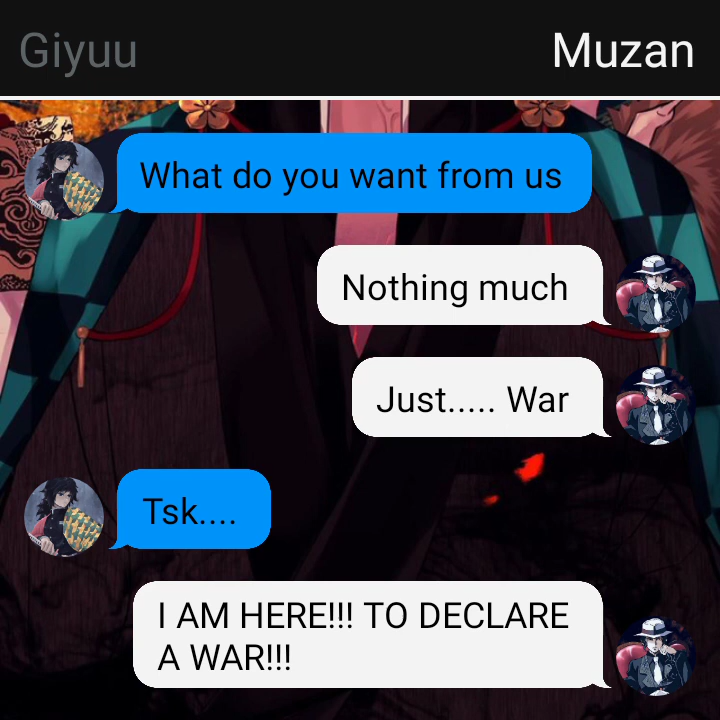 Giyuu
Muzan
What do you want from us
Nothing much
Just..... War
Tsk....
I AM HERE!!! TO DECLARE
A WAR!!!